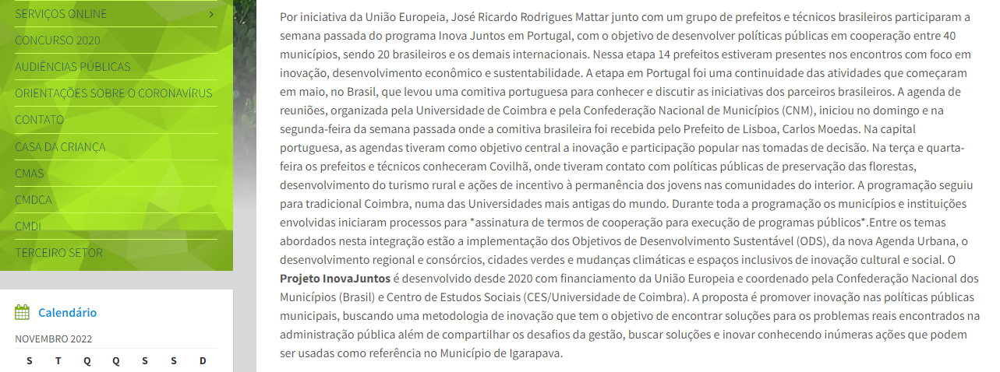 SERVIÇOS ONLINE
CONCURSO 2020
AUDIÊNCIAS PÚBLICAS
ORIENTAÇÕES SOBRE O CORONAVÍRUS
CONTATO
CASA DA CRIANÇA
CMAS
CMDCA
CMDI
TERCEIRO SETOR
Calendário
NOVEMBRO 2022
S T Q Q S S D
Por iniciativa da União Europeia, José Ricardo Rodrigues Mattar junto com um grupo de prefeitos e técnicos brasileiros participaram a
semana passada do programa Inova Juntos em Portugal, com o objetivo de desenvolver políticas públicas em cooperação entre 40
municípios, sendo 20 brasileiros e os demais internacionais. Nessa etapa 14 prefeitos estiveram presentes nos encontros com foco em
inovação, desenvolvimento econômico e sustentabilidade. A etapa em Portugal foi uma continuidade das atividades que começaram
em maio, no Brasil, que levou uma comitiva portuguesa para conhecer e discutir as iniciativas dos parceiros brasileiros. A agenda de
reuniões, organizada pela Universidade de Coimbra e pela Confederação Nacional de Municípios (CNM), iniciou no domingo e na
segunda-feira da semana passada onde a comitiva brasileira foi recebida pelo Prefeito de Lisboa, Carlos Moedas. Na capital
portuguesa, as agendas tiveram como objetivo central a inovação e participação popular nas tomadas de decisão. Na terça e quarta-
feira os prefeitos e técnicos conheceram Covilhã, onde tiveram contato com políticas públicas de preservação das florestas,
desenvolvimento do turismo rural e ações de incentivo à permanência dos jovens nas comunidades do interior. A programação seguiu
para tradicional Coimbra, numa das Universidades mais antigas do mundo. Durante toda a programação os municípios e instituições
envolvidas iniciaram processos para *assinatura de termos de cooperação para execução de programas públicos*.Entre os temas
abordados nesta integração estão a implementação dos Objetivos de Desenvolvimento Sustentável (ODS), da nova Agenda Urbana, o
desenvolvimento regional e consórcios, cidades verdes e mudanças climáticas e espaços inclusivos de inovação cultural e social. O
Projeto InovaJuntos é desenvolvido desde 2020 com financiamento da União Europeia e coordenado pela Confederação Nacional dos
Municípios (Brasil) e Centro de Estudos Sociais (CES/Universidade de Coimbra). A proposta é promover inovação nas políticas públicas
municipais, buscando uma metodologia de inovação que tem o objetivo de encontrar soluções para os problemas reais encontrados na
administração pública além de compartilhar os desafios da gestão, buscar soluções e inovar conhecendo inúmeras ações que podem
ser usadas como referência no Município de Igarapava.